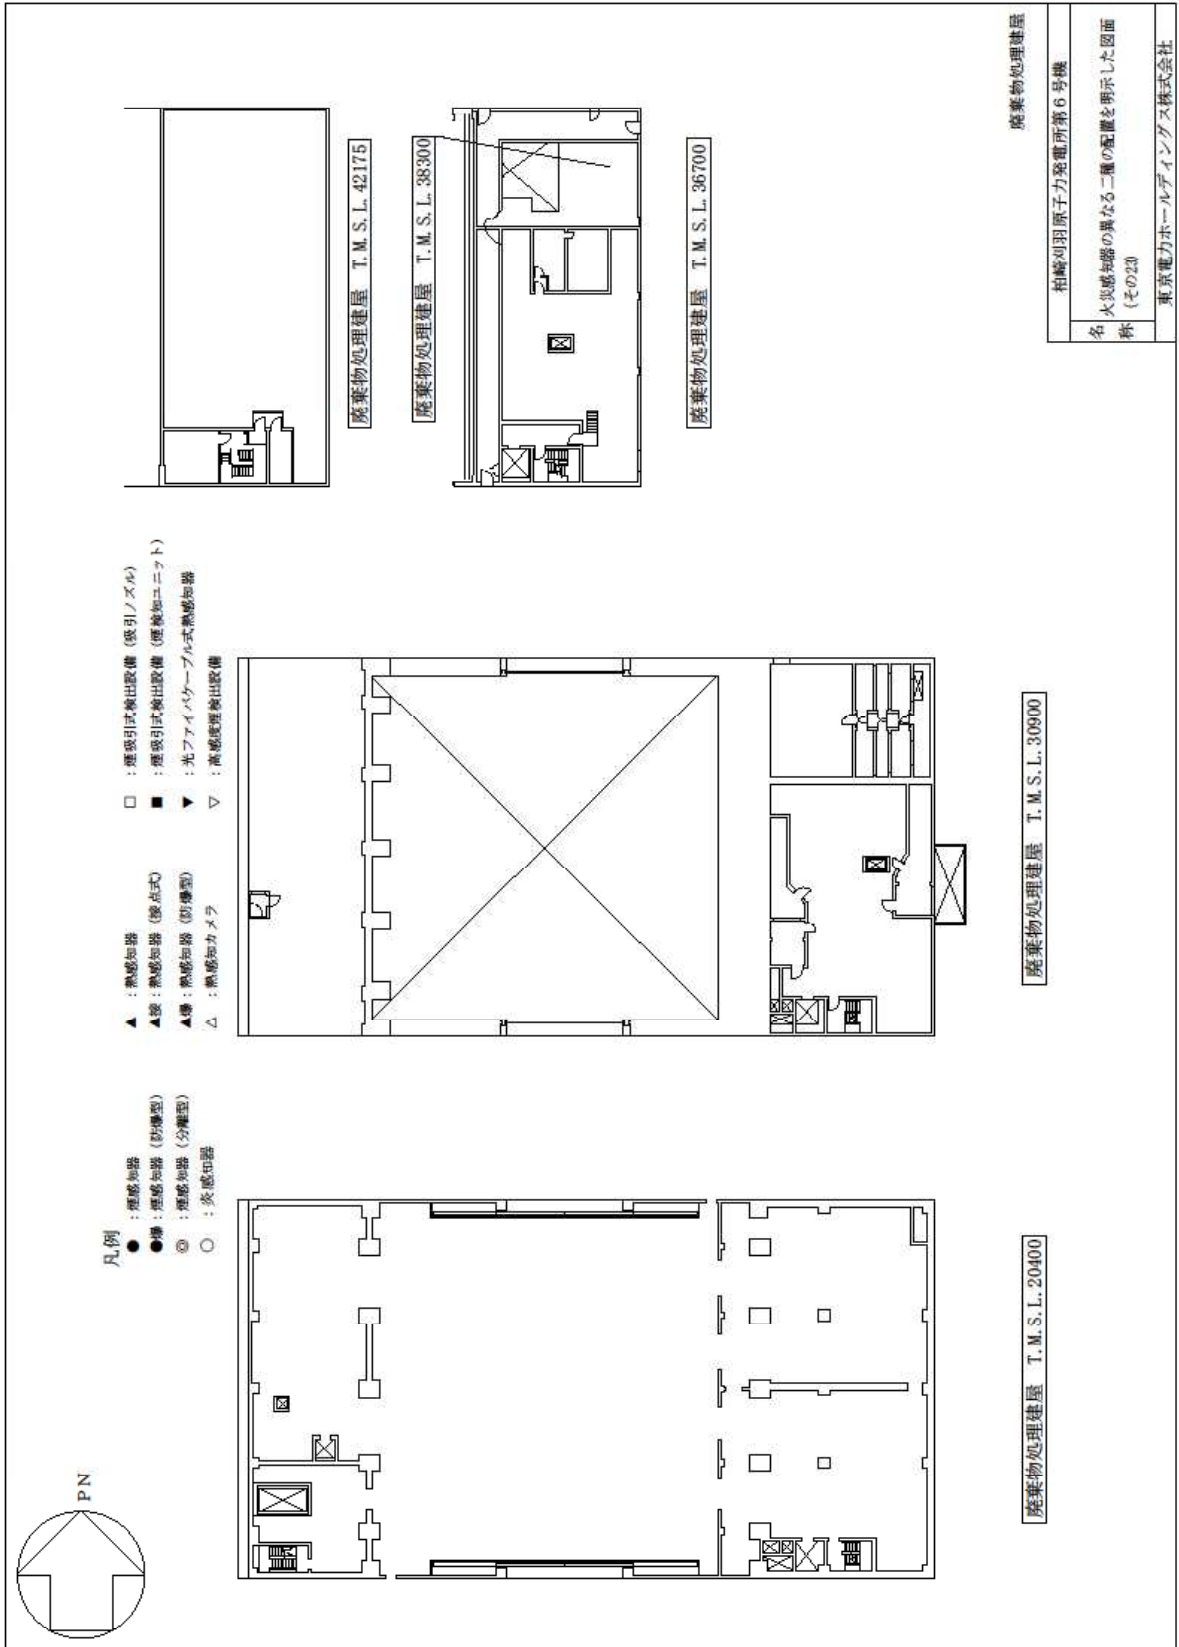 PN
凡例
● ：煙感知器
●爆：煙感知器（防爆型）
◎ ：煙感知器（分離型）
○ ：炎感知器
▲ ：熱感知器
▲接：熱感知器（接点式）
▲爆：熱感知器（防爆型）
△ ：熱感知カメラ
□ ：煙吸引式検出設備（吸引ノズル）
■ ：煙吸引式検出設備（煙検知ユニット）
▼ ：光ファイバケーブル式熱感知器
▽ ：高感度煙検出設備
廃棄物処理建屋 T.M.S.L.20400
廃棄物処理建屋 T.M.S.L.30900
廃棄物処理建屋 T.M.S.L.42175
廃棄物処理建屋 T.M.S.L.38300
廃棄物処理建屋 T.M.S.L.36700
廃棄物処理建屋
柏崎刈羽原子力発電所第6号機
名称
火災感知器の異なる二種の配置を明示した図面
（その23）
東京電力ホールディングス株式会社